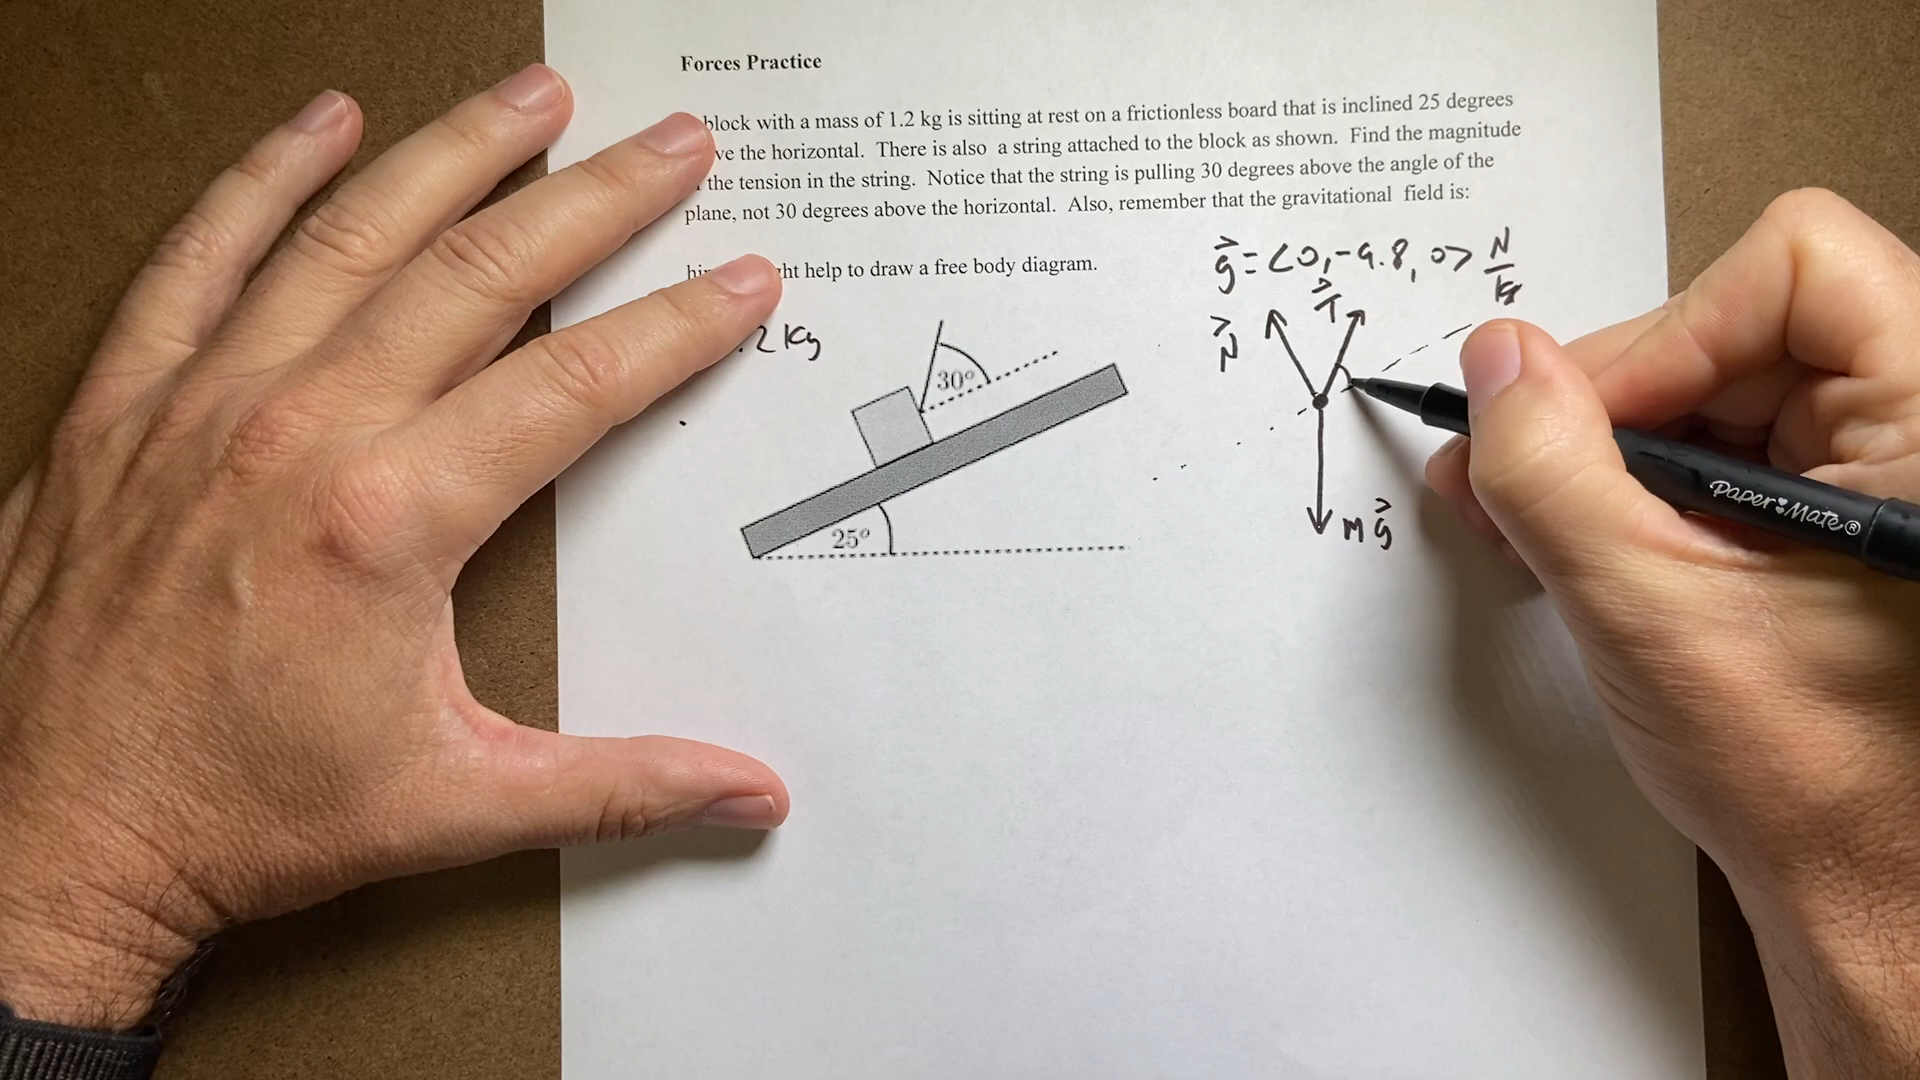 Forces Practice
block with a mass of 1.2 kg is sitting at rest on a frictionless board that is inclined 25 degrees
ve the horizontal. There is also a string attached to the block as shown. Find the magnitude
the tension in the string. Notice that the string is pulling 30 degrees above the angle of the
plane, not 30 degrees above the horizontal. Also, remember that the gravitational field is:
g⃗ = <0, -9.8, 0> N/kg
ht help to draw a free body diagram.
.2 kg
N⃗
T⃗
30°
25°
mg⃗
Paper Mate®